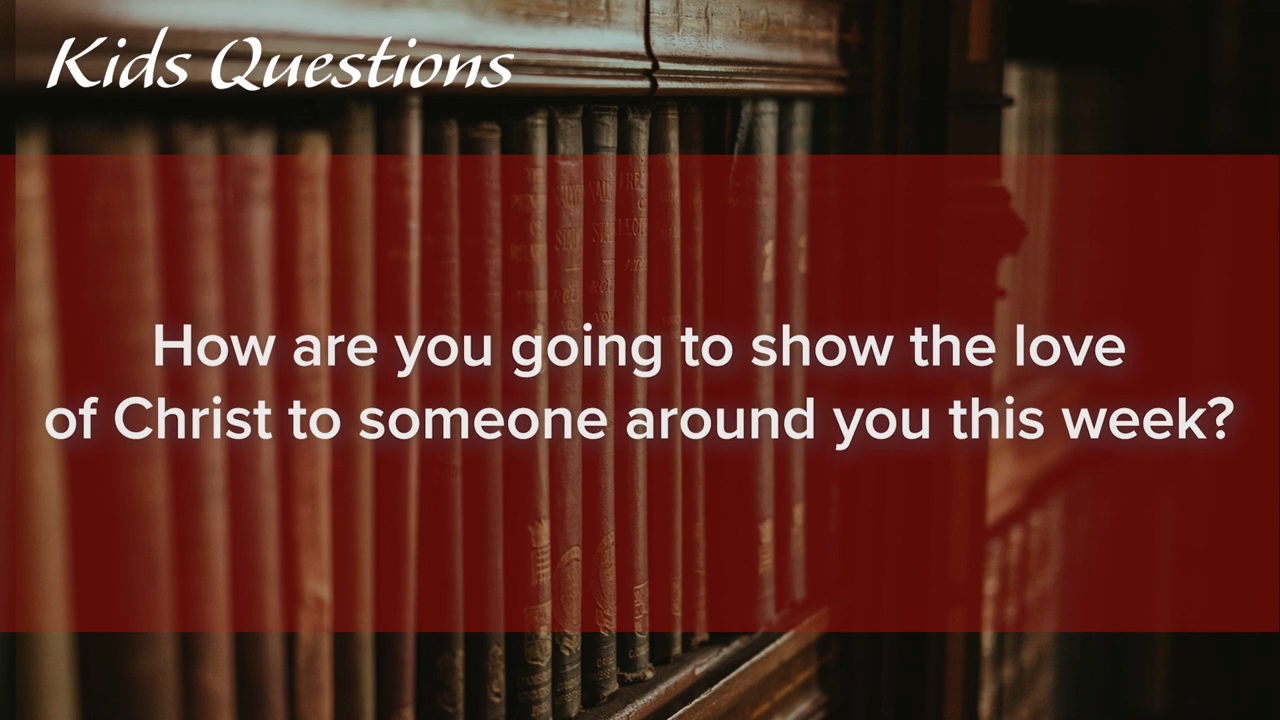 Kids Questions
How are you going to show the love
of Christ to someone around you this week?